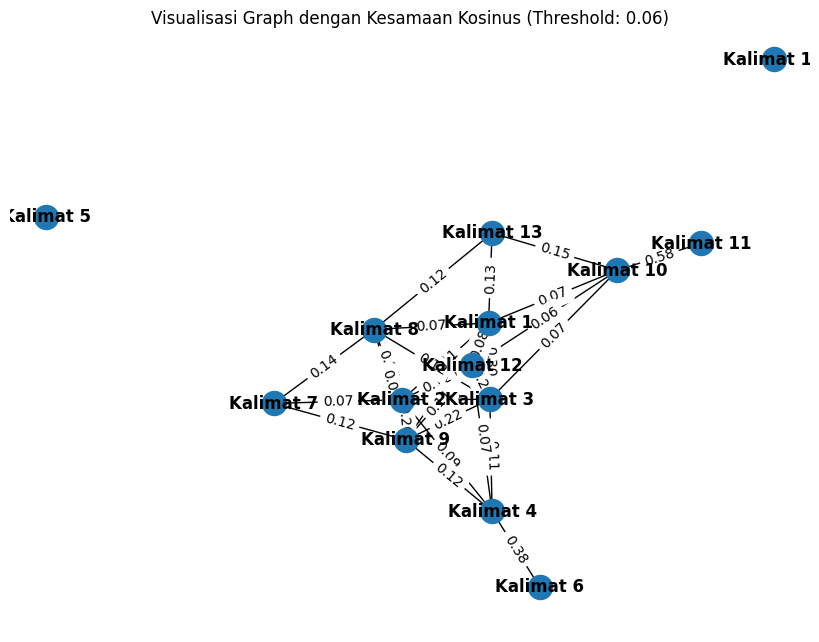 Visualisasi Graph dengan Kesamaan Kosinus (Threshold: 0.06)
Kalimat 1
Kalimat 5
Kalimat 13
Kalimat 11
0.15
0.58
Kalimat 10
0.12
0.13
0.07
0.06
Kalimat 8
0.07
Kalimat 1
0.07
0.14
Kalimat 12
Kalimat 7
0.07
Kalimat 2
Kalimat 3
0.12
0.22
Kalimat 9
0.07
0.11
0.09
0.12
Kalimat 4
0.38
Kalimat 6